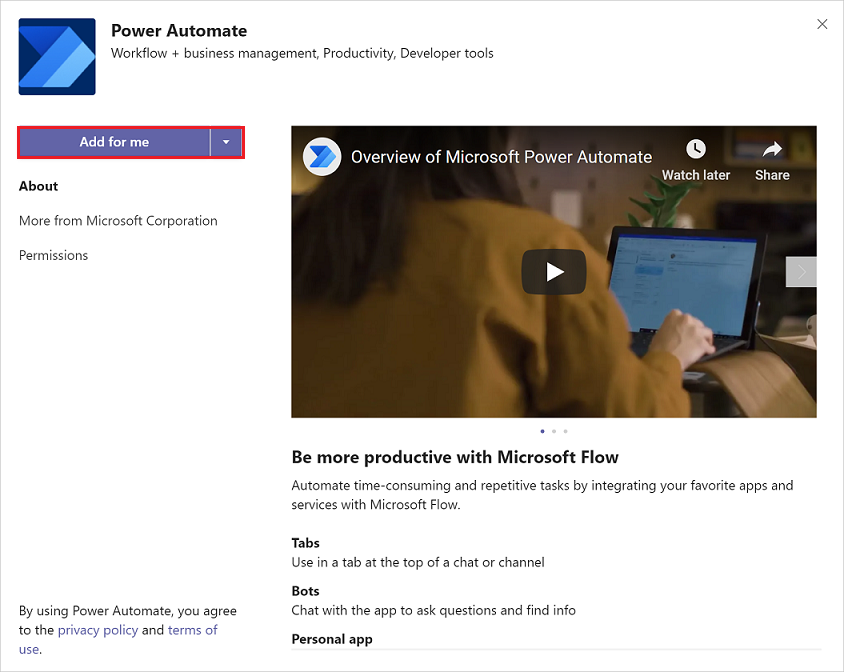 Power Automate
Workflow + business management, Productivity, Developer tools
Add for me
About
More from Microsoft Corporation
Permissions
By using Power Automate, you agree
to the privacy policy and terms of
use.
Overview of Microsoft Power Automate
Watch later
Share
Be more productive with Microsoft Flow
Automate time-consuming and repetitive tasks by integrating your favorite apps and
services with Microsoft Flow.
Tabs
Use in a tab at the top of a chat or channel
Bots
Chat with the app to ask questions and find info
Personal app